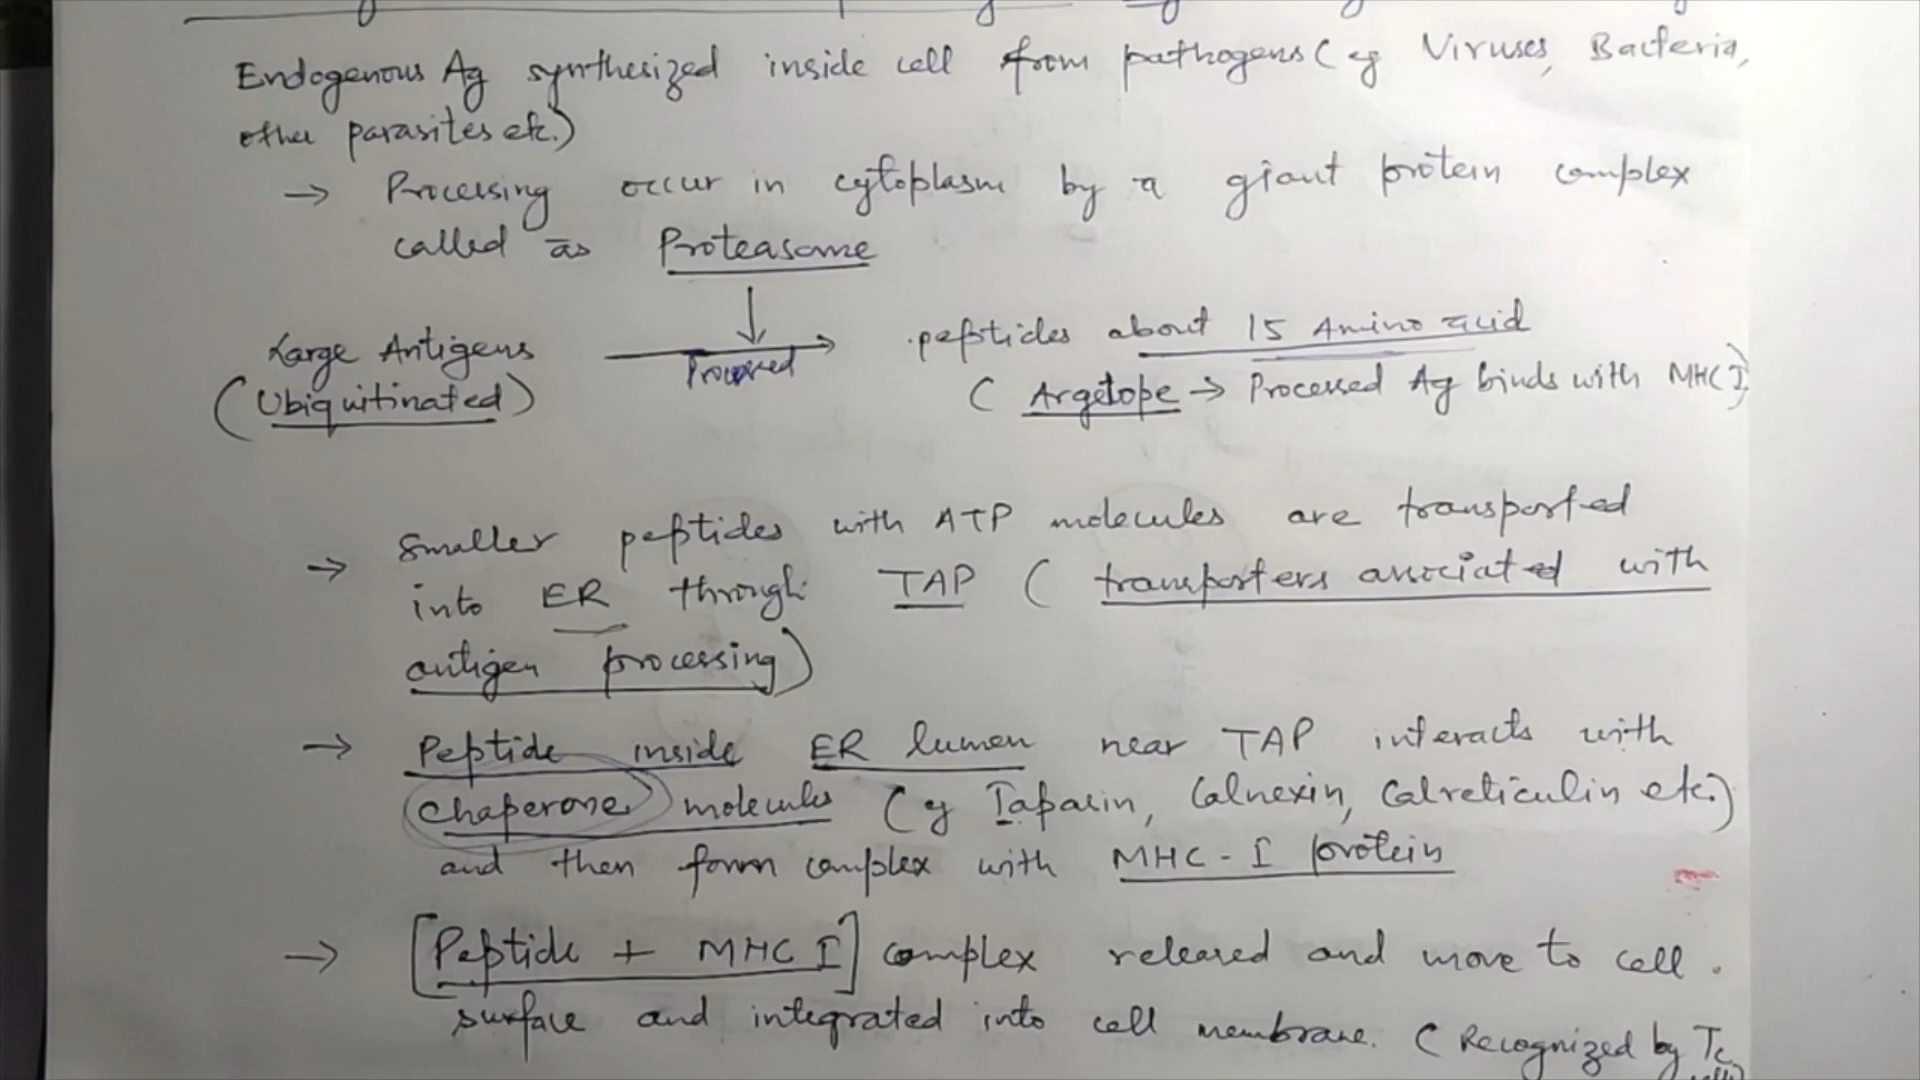 Endogenous Ag synthesized inside cell from pathogens (eg Viruses, Bacteria,
other parasites etc.)
→ Processing occur in cytoplasm by a giant protein complex
called as Proteasome
↓
Large Antigens → peptides about 15 Amino acid
Processed
(Ubiquitinated) (Argetope → Processed Ag binds with MHC I)
→ Smaller peptides with ATP molecules are transported
into ER through TAP (transporters associated with
antigen processing)
→ Peptide inside ER lumen near TAP interacts with
chaperone molecules (eg Tapasin, Calnexin, Calreticulin etc.)
and then form complex with MHC-I protein
→ [Peptide + MHC I] complex released and move to cell
surface and integrated into cell membrane. (Recognized by Tc
cells)